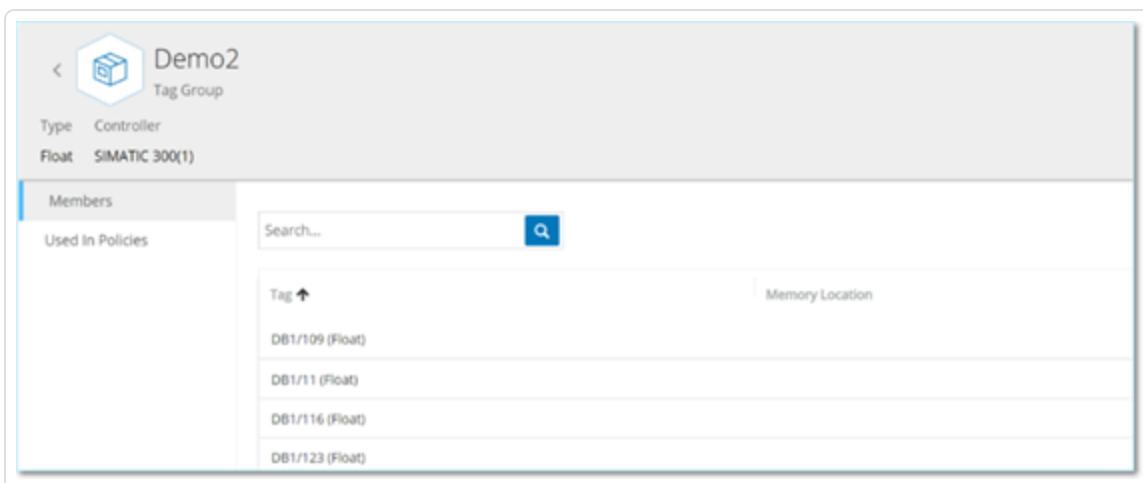 Demo2
Tag Group
Type Controller
Float SIMATIC 300(1)
Members
Used In Policies
Search...
Tag Memory Location
DB1/109 (Float)
DB1/11 (Float)
DB1/116 (Float)
DB1/123 (Float)